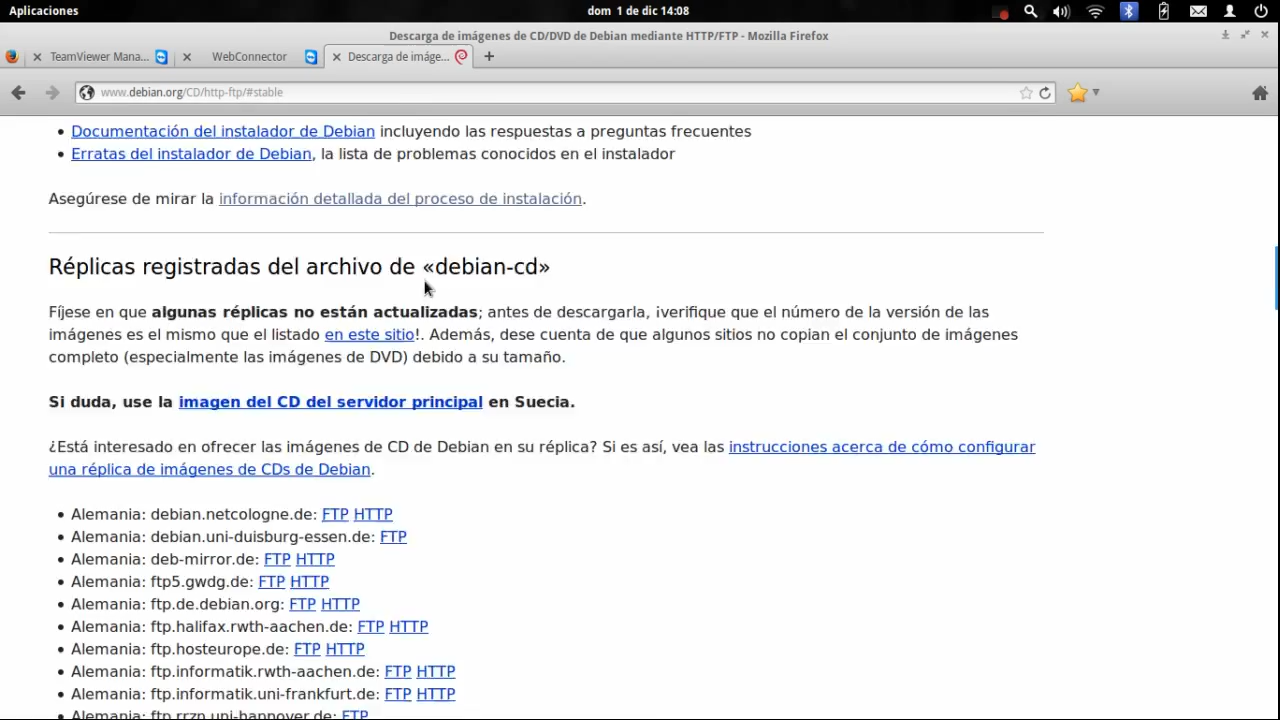 Aplicaciones
dom 1 de dic 14:08
Descarga de imágenes de CD/DVD de Debian mediante HTTP/FTP - Mozilla Firefox
TeamViewer Mana...
WebConnector
Descarga de imáge...
www.debian.org/CD/http-ftp/#stable
• Documentación del instalador de Debian incluyendo las respuestas a preguntas frecuentes
• Erratas del instalador de Debian, la lista de problemas conocidos en el instalador
Asegúrese de mirar la información detallada del proceso de instalación.
Réplicas registradas del archivo de «debian-cd»
Fíjese en que algunas réplicas no están actualizadas; antes de descargarla, ¡verifique que el número de la versión de las
imágenes es el mismo que el listado en este sitio!. Además, dese cuenta de que algunos sitios no copian el conjunto de imágenes
completo (especialmente las imágenes de DVD) debido a su tamaño.
Si duda, use la imagen del CD del servidor principal en Suecia.
¿Está interesado en ofrecer las imágenes de CD de Debian en su réplica? Si es así, vea las instrucciones acerca de cómo configurar
una réplica de imágenes de CDs de Debian.
• Alemania: debian.netcologne.de: FTP HTTP
• Alemania: debian.uni-duisburg-essen.de: FTP
• Alemania: deb-mirror.de: FTP HTTP
• Alemania: ftp5.gwdg.de: FTP HTTP
• Alemania: ftp.de.debian.org: FTP HTTP
• Alemania: ftp.halifax.rwth-aachen.de: FTP HTTP
• Alemania: ftp.hosteurope.de: FTP HTTP
• Alemania: ftp.informatik.rwth-aachen.de: FTP HTTP
• Alemania: ftp.informatik.uni-frankfurt.de: FTP HTTP
• Alemania: ftp.rrzn.uni-hannover.de: FTP